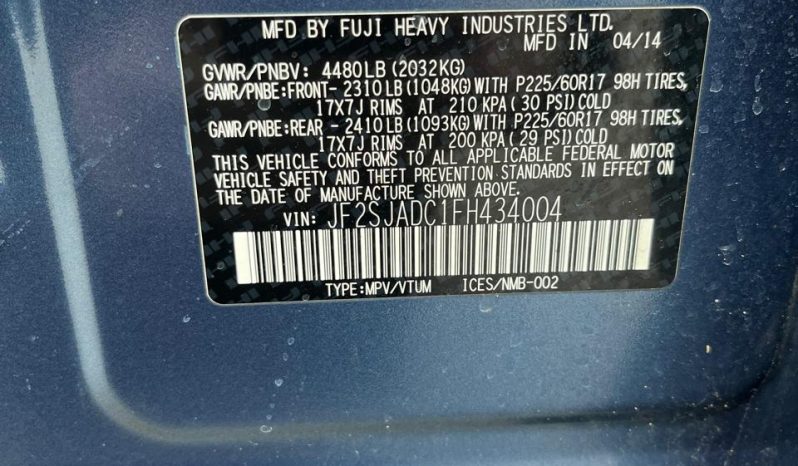 MFD BY FUJI HEAVY INDUSTRIES LTD.
MFD IN 04/14
GVWR/PNBV: 4480LB(2032KG)
GAWR/PNBE:FRONT- 2310LB(1048KG)WITH P225/60R17 98H TIRES,
17X7J RIMS AT 210 KPA( 30 PSI)COLD
GAWR/PNBE:REAR - 2410LB(1093KG)WITH P225/60R17 98H TIRES,
17X7J RIMS AT 200 KPA( 29 PSI)COLD
THIS VEHICLE CONFORMS TO ALL APPLICABLE FEDERAL MOTOR
VEHICLE SAFETY AND THEFT PREVENTION STANDARDS IN EFFECT ON
THE DATE OF MANUFACTURE SHOWN ABOVE.
VIN: JF2SJADC1FH434004
TYPE:MPV/VTUM ICES/NMB-002